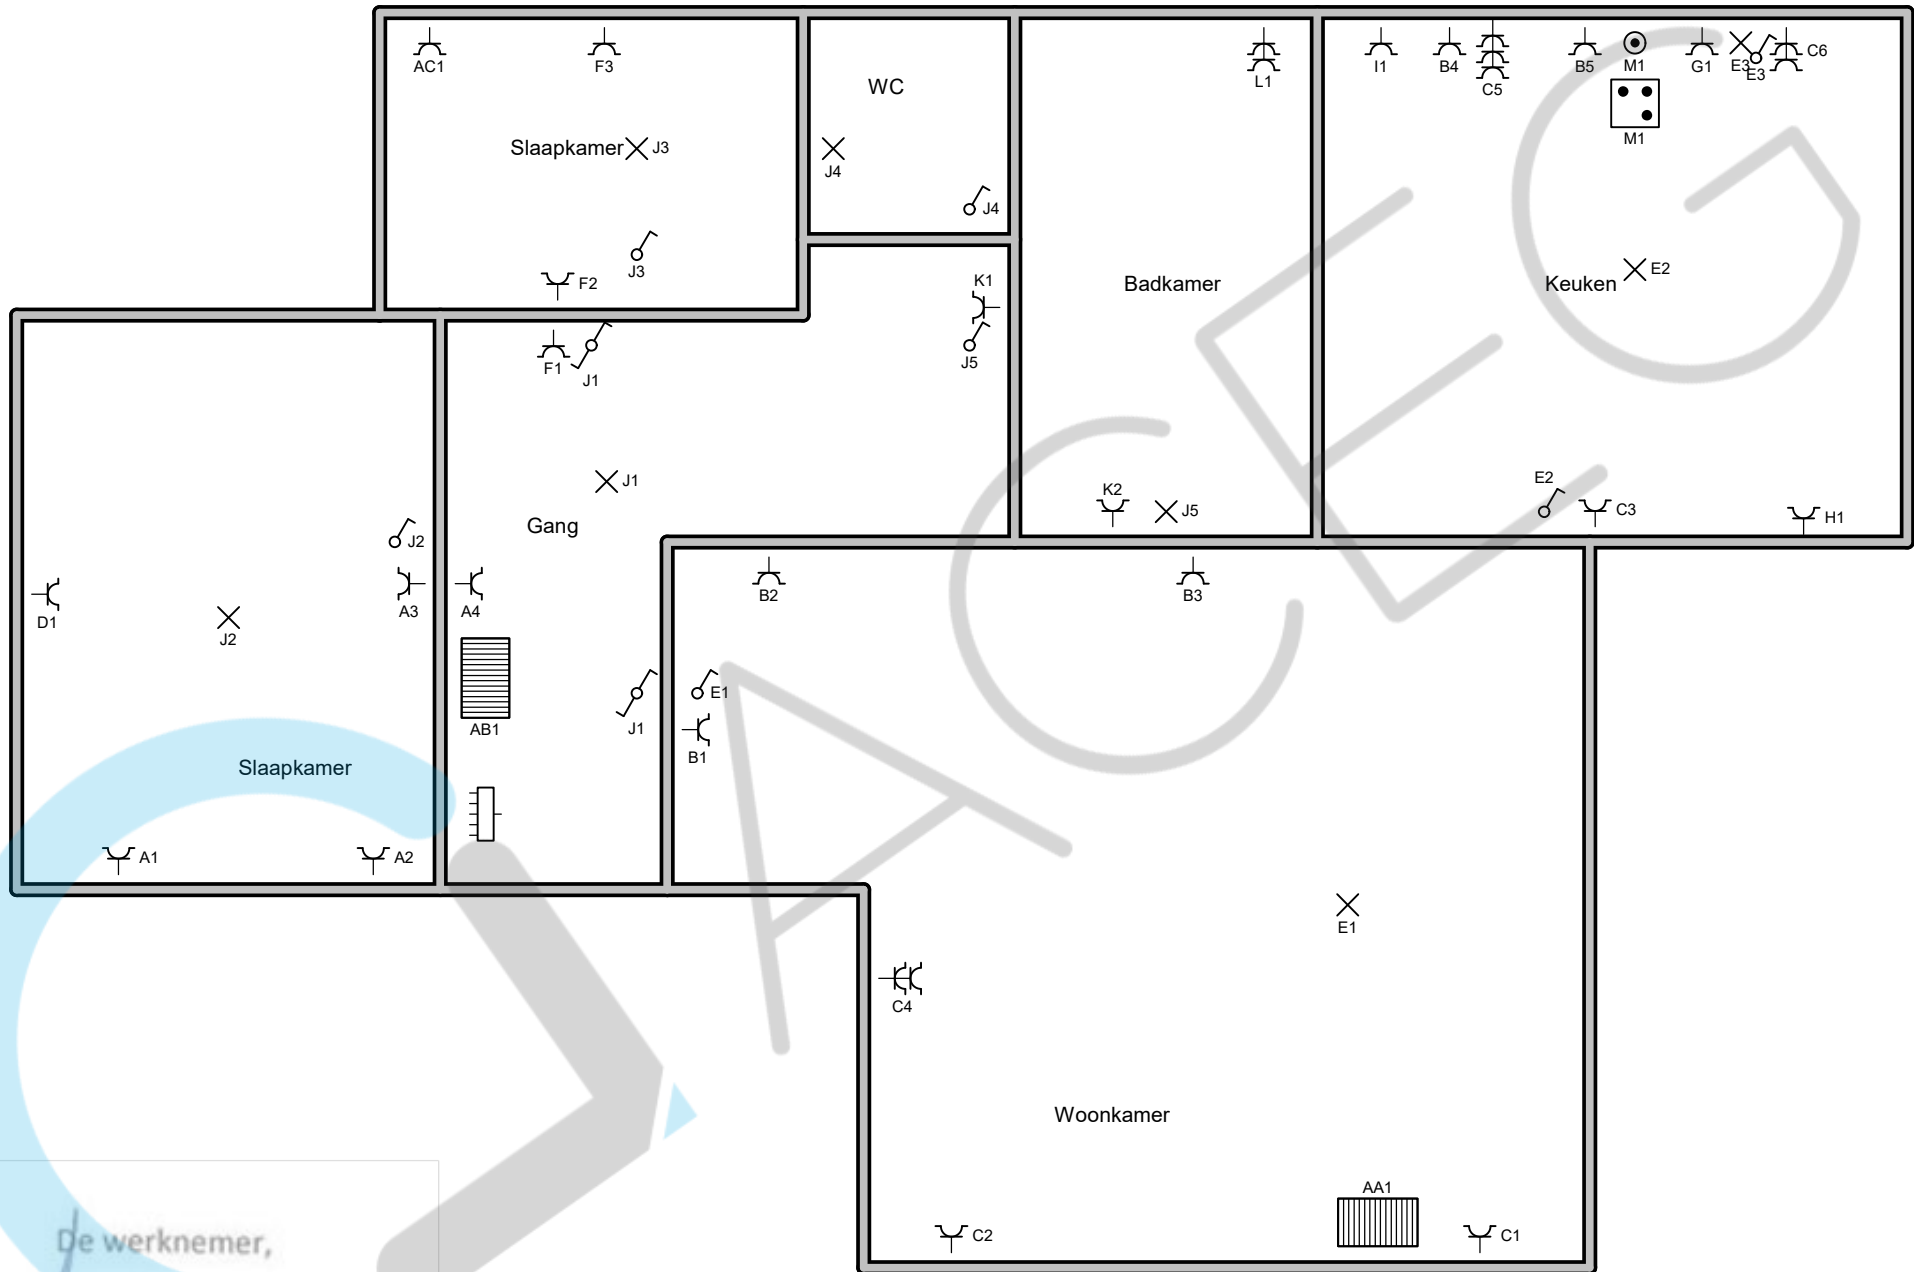 AC1 F3 L1 I1 B4 C5 B5 M1 G1 E3 E3 C6
WC
M1
Slaapkamer J3
J4
J4
J3
F2
K1
Badkamer
Keuken E2
F1 J1
J5
J1
Gang
K2 J5
E2 C3 H1
J2
A3 A4
D1
J2
B2 B3
E1
J1
B1
AB1
Slaapkamer
A1 A2
E1
C4
Woonkamer
AA1
C2 C1
De werknemer,
ACEG